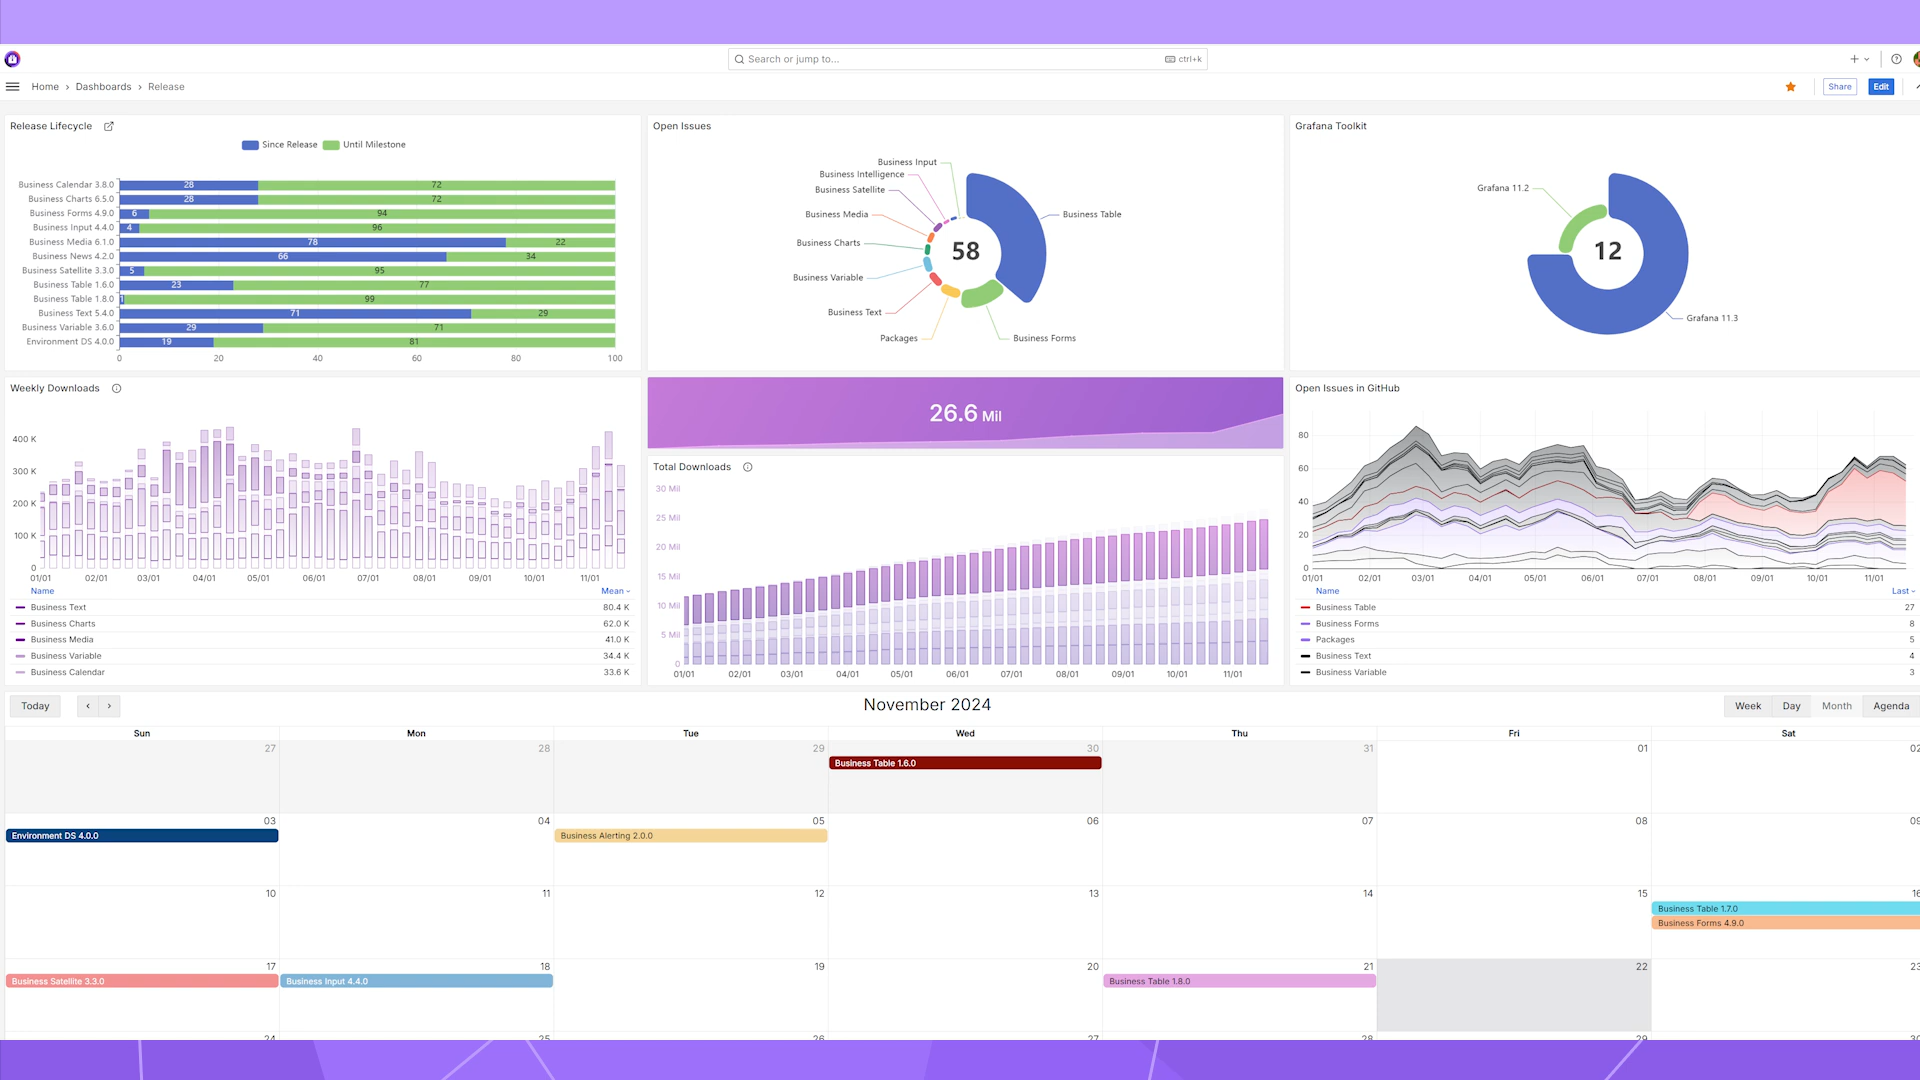 Search or jump to...
ctrl+k
Home › Dashboards › Release
Share
Edit
Release Lifecycle
Since Release
Until Milestone
Business Calendar 3.8.0 28 72
Business Charts 6.5.0 28 72
Business Forms 4.9.0 6 94
Business Input 4.4.0 4 96
Business Media 6.1.0 78 22
Business News 4.2.0 66 34
Business Satellite 3.3.0 5 95
Business Table 1.6.0 23 77
Business Table 1.8.0 1 99
Business Text 5.4.0 71 29
Business Variable 3.6.0 29 71
Environment DS 4.0.0 19 81
0 20 40 60 80 100
Open Issues
Business Input
Business Intelligence
Business Satellite
Business Media
Business Charts
Business Variable
Business Text
Packages
Business Forms
Business Table
58
Grafana Toolkit
Grafana 11.2
12
Grafana 11.3
Weekly Downloads
400 K
300 K
200 K
100 K
0
01/01 02/01 03/01 04/01 05/01 06/01 07/01 08/01 09/01 10/01 11/01
Name Mean
Business Text 80.4 K
Business Charts 62.0 K
Business Media 41.0 K
Business Variable 34.4 K
Business Calendar 33.6 K
26.6 Mil
Total Downloads
30 Mil
25 Mil
20 Mil
15 Mil
10 Mil
5 Mil
0
01/01 02/01 03/01 04/01 05/01 06/01 07/01 08/01 09/01 10/01 11/01
Open Issues in GitHub
80
60
40
20
0
01/01 02/01 03/01 04/01 05/01 06/01 07/01 08/01 09/01 10/01 11/01
Name Last
Business Table 27
Business Forms 8
Packages 5
Business Text 4
Business Variable 3
Today
November 2024
Week Day Month Agenda
Sun Mon Tue Wed Thu Fri Sat
27 28 29 30 31 01 02
Business Table 1.6.0
03 04 05 06 07 08 09
Environment DS 4.0.0
Business Alerting 2.0.0
10 11 12 13 14 15 16
Business Table 1.7.0
Business Forms 4.9.0
17 18 19 20 21 22 23
Business Satellite 3.3.0
Business Input 4.4.0
Business Table 1.8.0
24 25 26 27 28 29 30